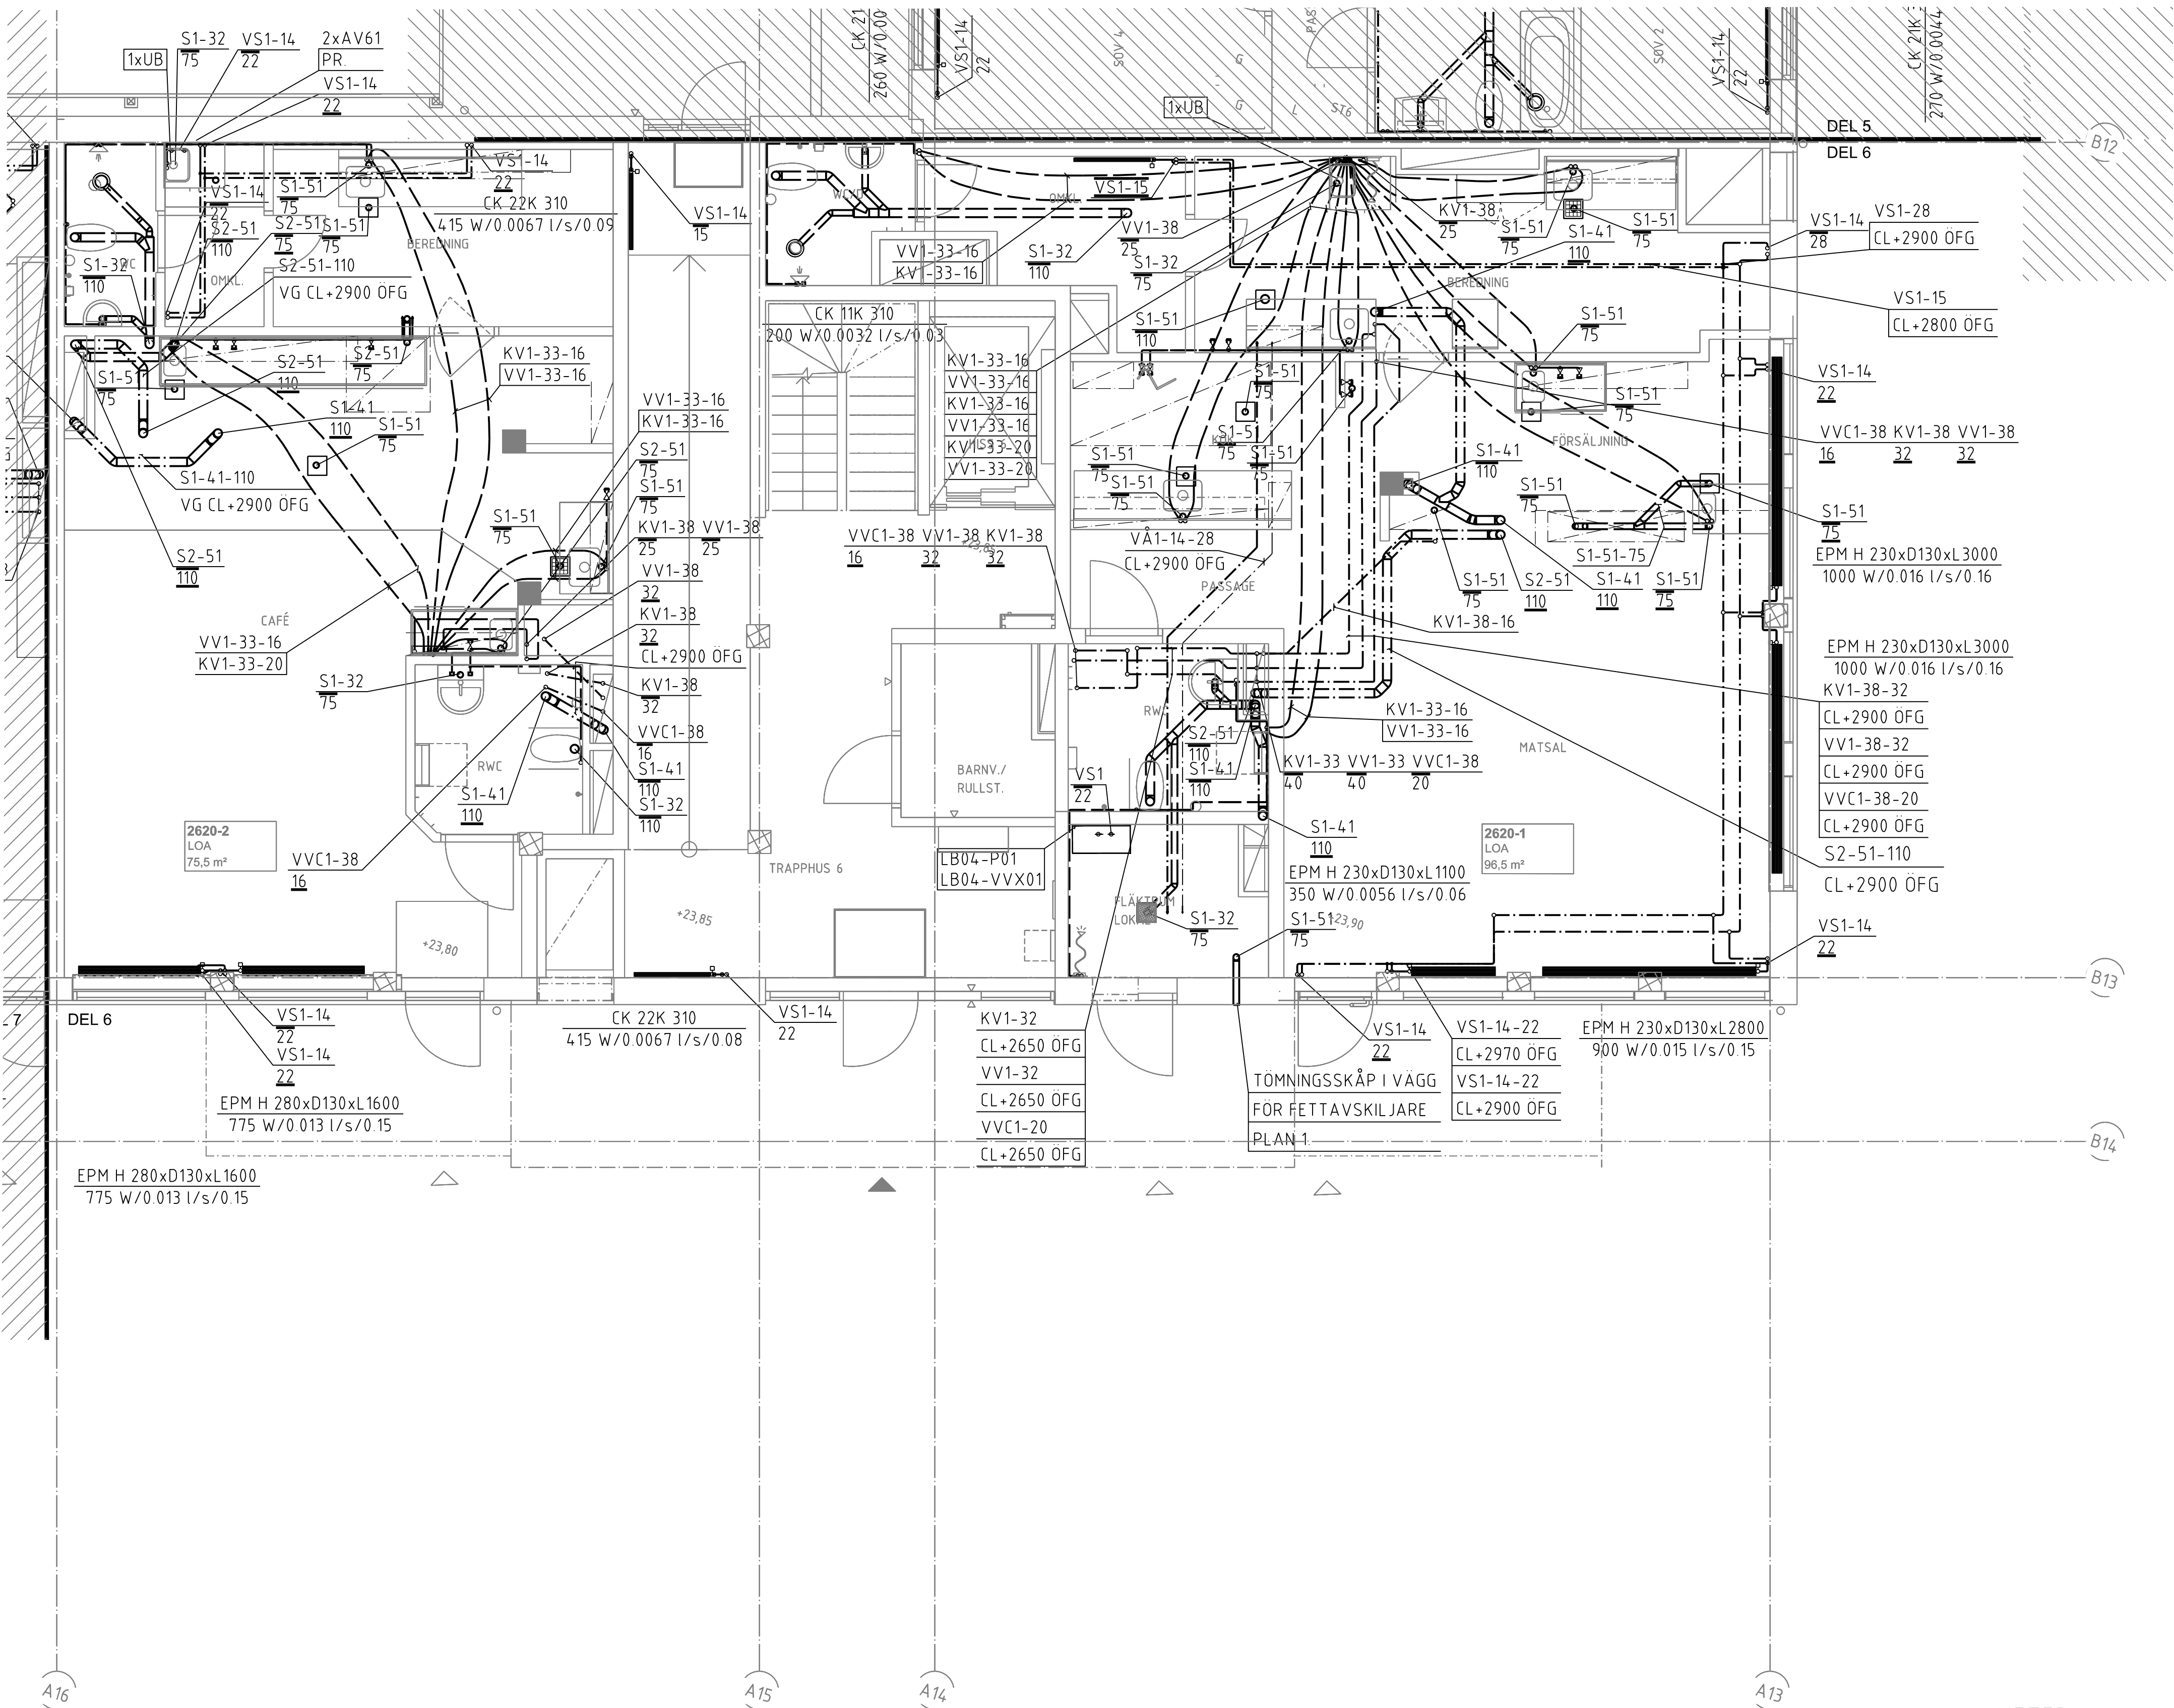 S1-32
75
VS1-14
22
2xAV61
PR.
1xUB
VS1-14
22
CK 21
260 W/0.00
VS1-14
22
SOV 4
G
G
L
ST6
PAS
1xUB
SOV 2
VS1-14
22
CK 21K
270 W/0.0044
DEL 5
DEL 6
B12
VS1-14
22
CK 22K 310
415 W/0.0067 l/s/0.09
BEREDNING
VS1-14
22
S1-51
75
S2-51
110
S2-51
75
S1-51
75
S1-32
110
WC
OMKL.
S2-51-110
VG CL+2900 ÖFG
VS1-14
15
VS1-15
OMKL.
VV1-33-16
KV1-33-16
S1-32
110
VV1-38
25
S1-32
75
KV1-38
25
S1-51
75
S1-41
110
S1-51
75
BEREDNING
VS1-14
28
VS1-28
CL+2900 ÖFG
VS1-15
CL+2800 ÖFG
CK 11K 310
200 W/0.0032 l/s/0.03
S1-51
110
S1-51
75
VS1-14
22
S1-51
75
S2-51
110
S2-51
75
KV1-33-16
VV1-33-16
S1-41
110
S1-51
75
S1-41-110
VG CL+2900 ÖFG
S2-51
110
VV1-33-16
KV1-33-16
S2-51
75
S1-51
75
S1-51
75
KV1-38
25
VV1-38
25
VV1-38
32
KV1-38
32
CL+2900 ÖFG
KV1-38
32
VVC1-38
16
S1-41
110
S1-32
110
KV1-33-16
VV1-33-16
KV1-33-16
VV1-33-16
KV1-33-20
VV1-33-20
S1-51
75
S1-51
75
S1-51
75
S1-51
75
FÖRSÄLJNING
S1-51
75
S1-41
110
S1-51
75
VVC1-38
16
KV1-38
32
VV1-38
32
S1-51
75
VVC1-38
16
VV1-38
32
KV1-38
32
VÅ1-14-28
CL+2900 ÖFG
PASSAGE
S1-51-75
S1-51
75
S2-51
110
S1-41
110
S1-51
75
KV1-38-16
EPM H 230xD130xL3000
1000 W/0.016 l/s/0.16
EPM H 230xD130xL3000
1000 W/0.016 l/s/0.16
CAFÉ
VV1-33-16
KV1-33-20
S1-32
75
RWC
S1-41
110
VVC1-38
16
2620-2
LOA
75,5 m²
KV1-38-32
CL+2900 ÖFG
VV1-38-32
CL+2900 ÖFG
VVC1-38-20
CL+2900 ÖFG
S2-51-110
CL+2900 ÖFG
KV1-33-16
VV1-33-16
MATSAL
S2-51
110
S1-41
110
KV1-33
40
VV1-33
40
VVC1-38
20
BARNV./
RULLST.
VS1
22
LB04-P01
LB04-VVX01
TRAPPHUS 6
S1-41
110
EPM H 230xD130xL1100
350 W/0.0056 l/s/0.06
2620-1
LOA
96,5 m²
S1-32
75
S1-51
75
+23,90
+23,80
+23,85
VS1-14
22
B13
DEL 6
VS1-14
22
VS1-14
22
EPM H 280xD130xL1600
775 W/0.013 l/s/0.15
CK 22K 310
415 W/0.0067 l/s/0.08
VS1-14
22
KV1-32
CL+2650 ÖFG
VV1-32
CL+2650 ÖFG
VVC1-20
CL+2650 ÖFG
TÖMNINGSSKÅP I VÄGG
FÖR FETTAVSKILJARE
PLAN 1.
VS1-14
22
VS1-14-22
CL+2970 ÖFG
VS1-14-22
CL+2900 ÖFG
EPM H 230xD130xL2800
900 W/0.015 l/s/0.15
B14
EPM H 280xD130xL1600
775 W/0.013 l/s/0.15
A16
A15
A14
A13